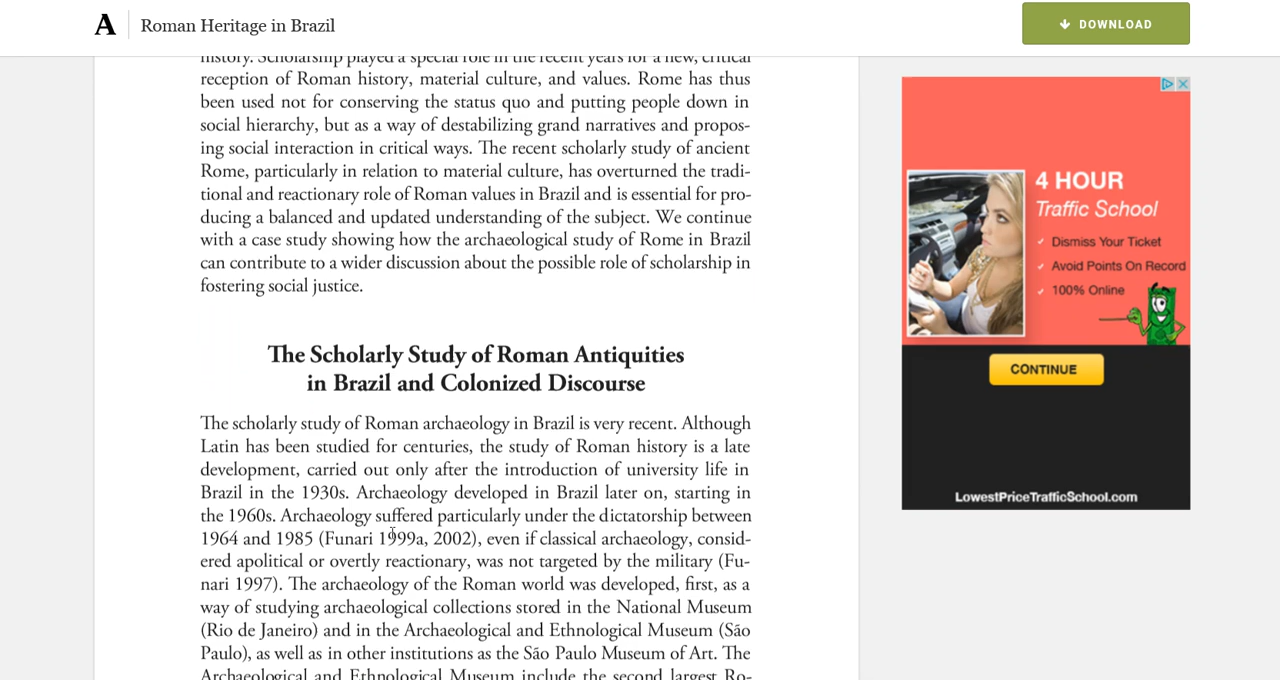 A
Roman Heritage in Brazil
DOWNLOAD
history. Scholarship played a special role in the recent years for a new, critical
reception of Roman history, material culture, and values. Rome has thus
been used not for conserving the status quo and putting people down in
social hierarchy, but as a way of destabilizing grand narratives and propos-
ing social interaction in critical ways. The recent scholarly study of ancient
Rome, particularly in relation to material culture, has overturned the tradi-
tional and reactionary role of Roman values in Brazil and is essential for pro-
ducing a balanced and updated understanding of the subject. We continue
with a case study showing how the archaeological study of Rome in Brazil
can contribute to a wider discussion about the possible role of scholarship in
fostering social justice.
The Scholarly Study of Roman Antiquities
in Brazil and Colonized Discourse
The scholarly study of Roman archaeology in Brazil is very recent. Although
Latin has been studied for centuries, the study of Roman history is a late
development, carried out only after the introduction of university life in
Brazil in the 1930s. Archaeology developed in Brazil later on, starting in
the 1960s. Archaeology suffered particularly under the dictatorship between
1964 and 1985 (Funari 1999a, 2002), even if classical archaeology, consid-
ered apolitical or overtly reactionary, was not targeted by the military (Fu-
nari 1997). The archaeology of the Roman world was developed, first, as a
way of studying archaeological collections stored in the National Museum
(Rio de Janeiro) and in the Archaeological and Ethnological Museum (São
Paulo), as well as in other institutions as the São Paulo Museum of Art. The
Archaeological and Ethnological Museum include the second largest Ro-
4 HOUR
Traffic School
Dismiss Your Ticket
Avoid Points On Record
100% Online
CONTINUE
LowestPriceTrafficSchool.com